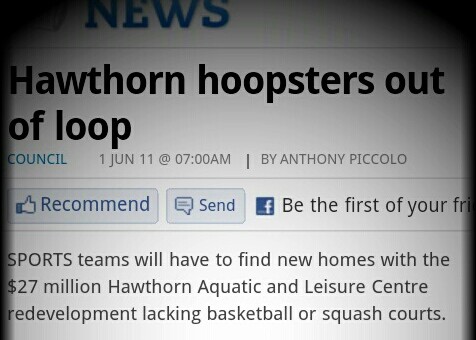 NEWS
Hawthorn hoopsters out
of loop
COUNCIL 1 JUN 11 @ 07:00AM | BY ANTHONY PICCOLO
Recommend Send f Be the first of your fri
SPORTS teams will have to find new homes with the
$27 million Hawthorn Aquatic and Leisure Centre
redevelopment lacking basketball or squash courts.